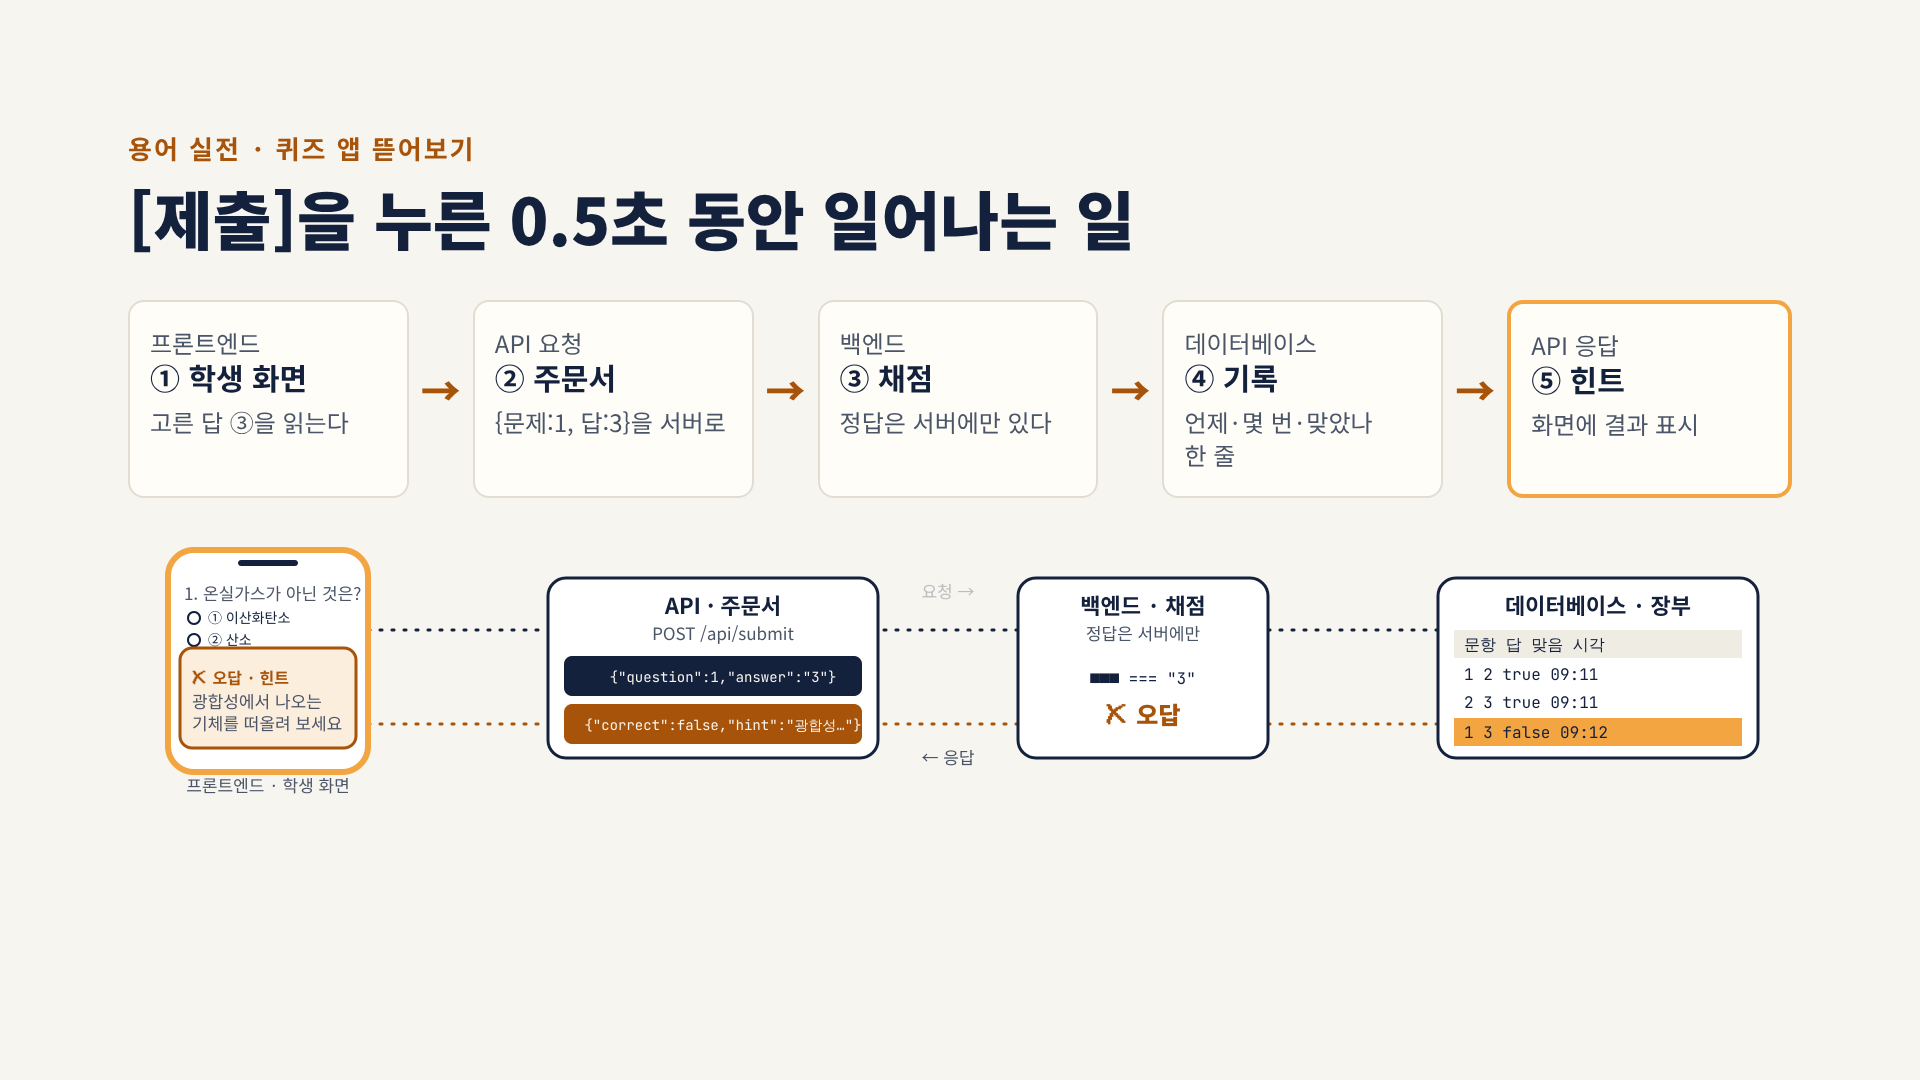 용어 실전 · 퀴즈 앱 뜯어보기
[제출]을 누른 0.5초 동안 일어나는 일
프론트엔드
① 학생 화면
고른 답 ③을 읽는다
→
API 요청
② 주문서
{문제:1, 답:3}을 서버로
→
백엔드
③ 채점
정답은 서버에만 있다
→
데이터베이스
④ 기록
언제·몇 번·맞았나
한 줄
→
API 응답
⑤ 힌트
화면에 결과 표시
1. 온실가스가 아닌 것은?
① 이산화탄소
② 산소
⛏ 오답 · 힌트
광합성에서 나오는
기체를 떠올려 보세요
프론트엔드 · 학생 화면
API · 주문서
POST /api/submit
{"question":1,"answer":"3"}
{"correct":false,"hint":"광합성…"}
요청 →
← 응답
백엔드 · 채점
정답은 서버에만
■■■ === "3"
⛏ 오답
데이터베이스 · 장부
문항 답 맞음 시각
1 2 true 09:11
2 3 true 09:11
1 3 false 09:12